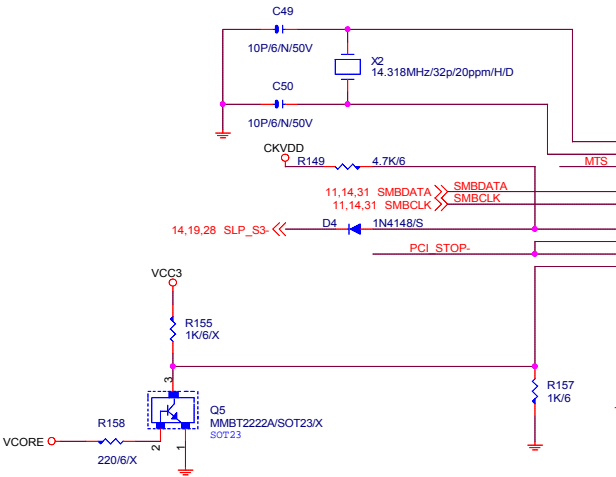 C49
10P/6/N/50V
X2
14.318MHz/32p/20ppm/H/D
C50
10P/6/N/50V
CKVDD
R149 4.7K/6
MTS
11,14,31 SMBDATA SMBDATA
11,14,31 SMBCLK SMBCLK
14,19,28 SLP_S3- D4 1N4148/S
PCI_STOP-
VCC3
R155
1K/6/X
3
R157
1K/6
Q5
MMBT2222A/SOT23/X
SOT23
R158
VCORE
220/6/X
2
1